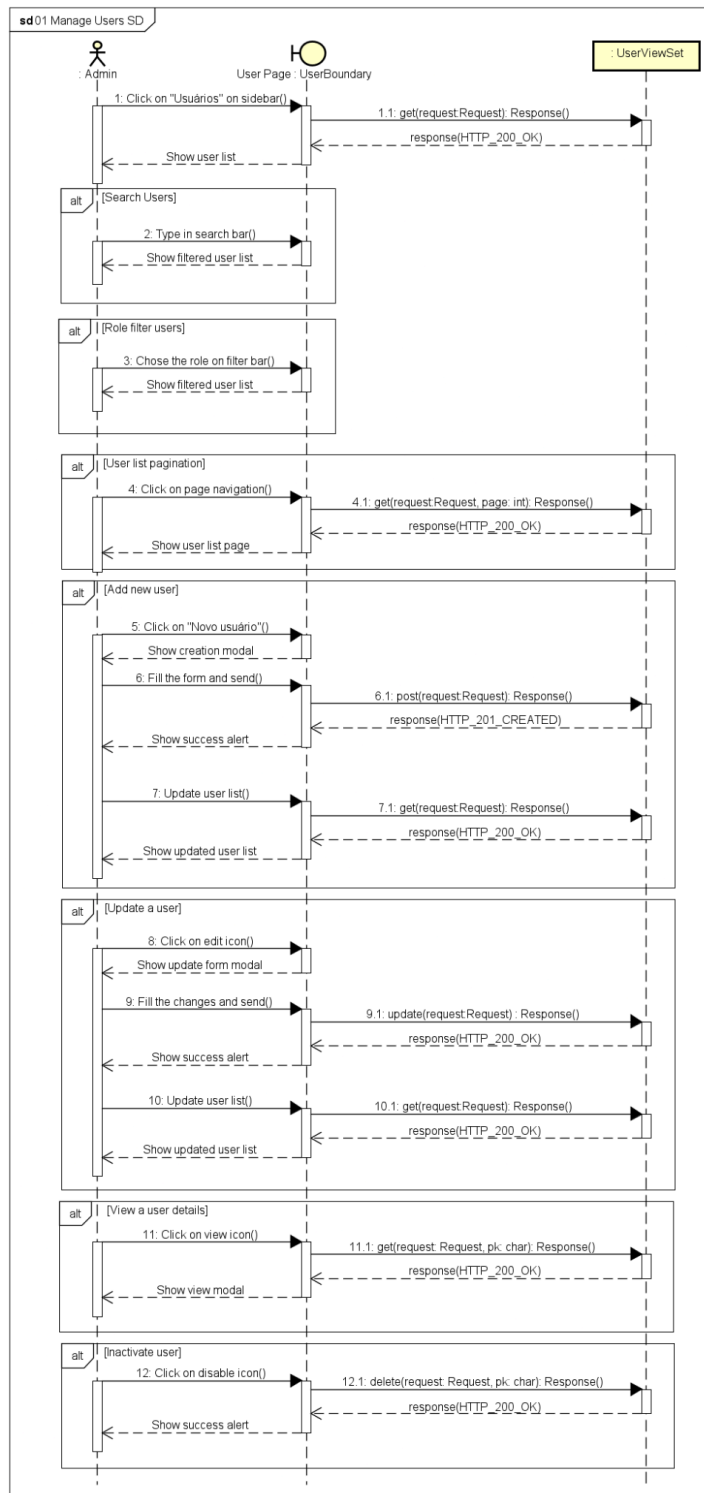 sd 01 Manage Users SD
: Admin
User Page : UserBoundary
: UserViewSet
1: Click on "Usuários" on sidebar()
1.1: get(request:Request): Response()
response(HTTP_200_OK)
Show user list
alt [Search Users]
2: Type in search bar()
Show filtered user list
alt [Role filter users]
3: Chose the role on filter bar()
Show filtered user list
alt [User list pagination]
4: Click on page navigation()
4.1: get(request:Request, page: int): Response()
response(HTTP_200_OK)
Show user list page
alt [Add new user]
5: Click on "Novo usuário"()
Show creation modal
6: Fill the form and send()
6.1: post(request:Request): Response()
response(HTTP_201_CREATED)
Show success alert
7: Update user list()
7.1: get(request:Request): Response()
response(HTTP_200_OK)
Show updated user list
alt [Update a user]
8: Click on edit icon()
Show update form modal
9: Fill the changes and send()
9.1: update(request:Request) : Response()
response(HTTP_200_OK)
Show success alert
10: Update user list()
10.1: get(request:Request): Response()
response(HTTP_200_OK)
Show updated user list
alt [View a user details]
11: Click on view icon()
11.1: get(request: Request, pk: char): Response()
response(HTTP_200_OK)
Show view modal
alt [Inactivate user]
12: Click on disable icon()
12.1: delete(request: Request, pk: char): Response()
response(HTTP_200_OK)
Show success alert